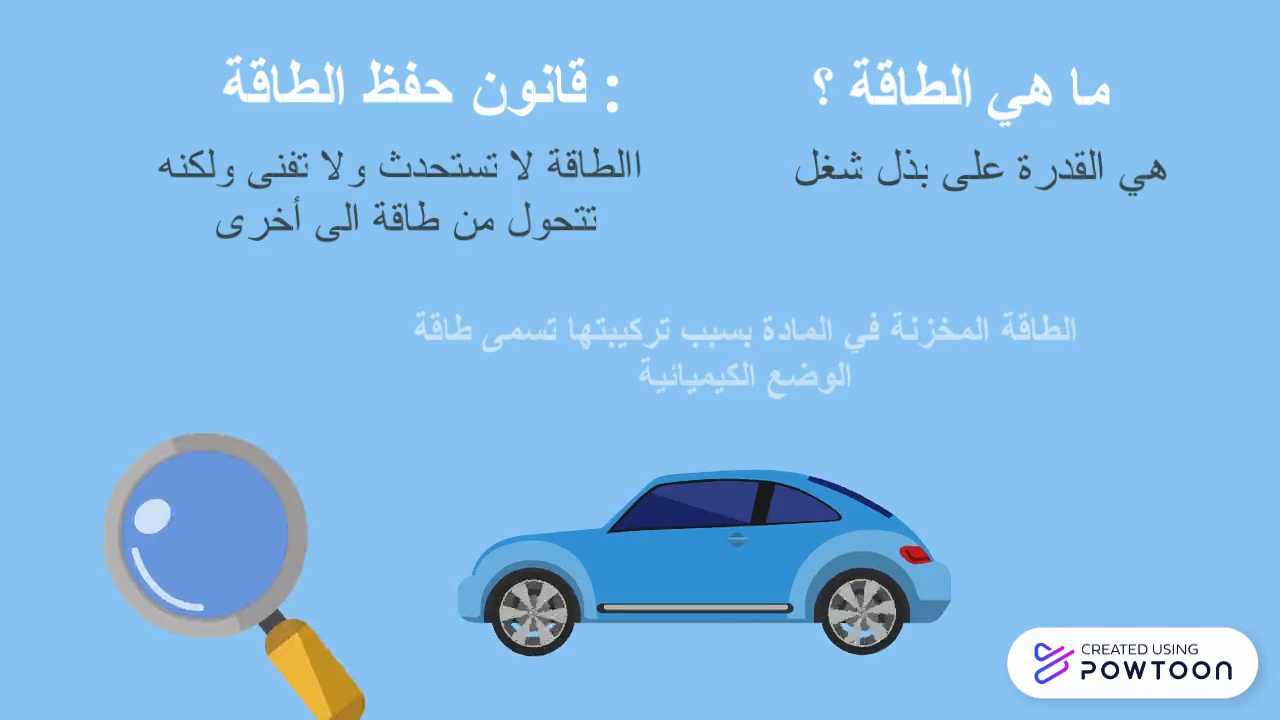 ما هي الطاقة ؟
هي القدرة على بذل شغل
قانون حفظ الطاقة :
االطاقة لا تستحدث ولا تفنى ولكنه
تتحول من طاقة الى أخرى
الطاقة المخزنة في المادة بسبب تركيبتها تسمى طاقة
الوضع الكيميائية
CREATED USING
POWTOON